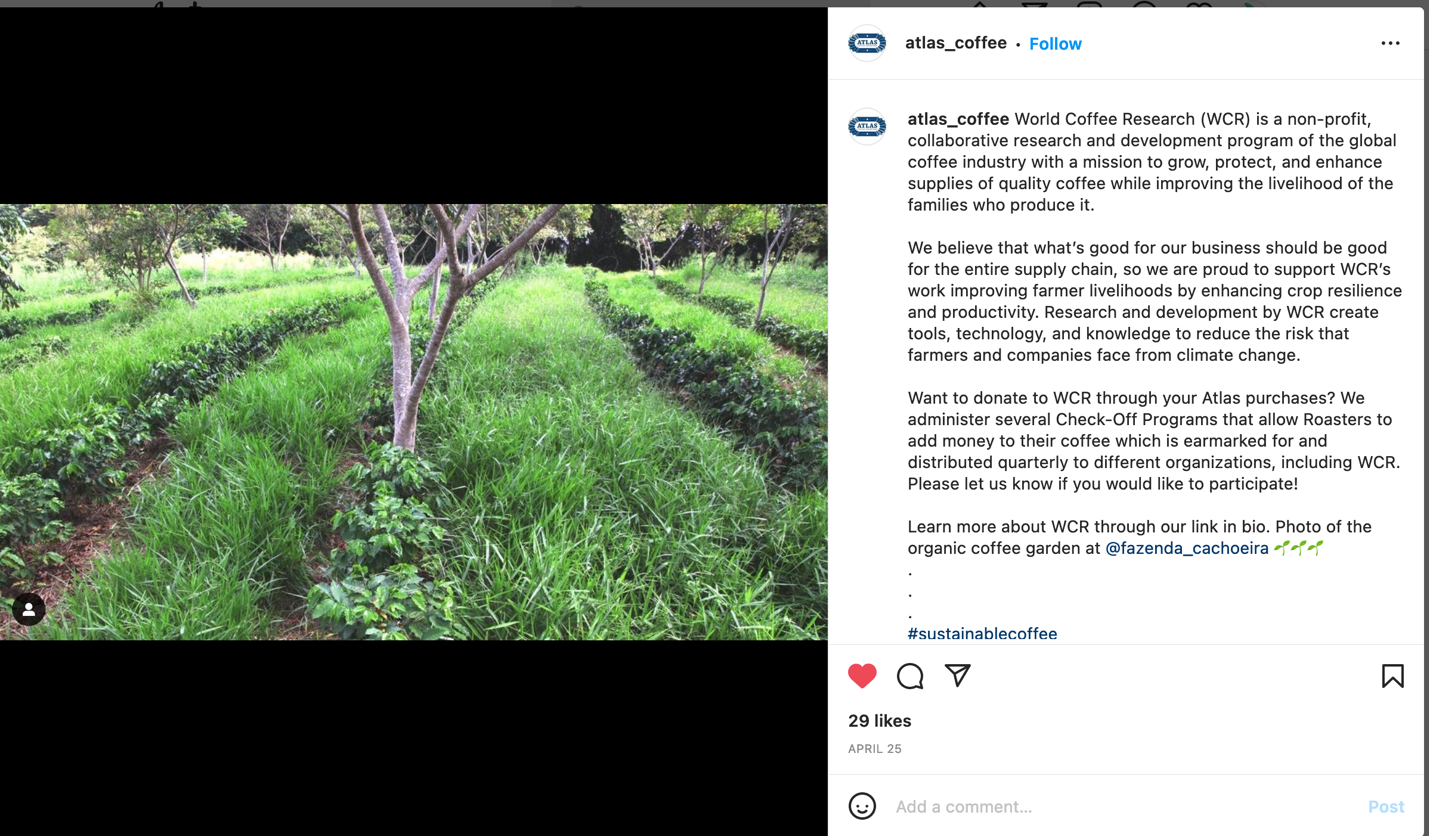 ATLAS
atlas_coffee • Follow
ATLAS
atlas_coffee World Coffee Research (WCR) is a non-profit,
collaborative research and development program of the global
coffee industry with a mission to grow, protect, and enhance
supplies of quality coffee while improving the livelihood of the
families who produce it.
We believe that what’s good for our business should be good
for the entire supply chain, so we are proud to support WCR’s
work improving farmer livelihoods by enhancing crop resilience
and productivity. Research and development by WCR create
tools, technology, and knowledge to reduce the risk that
farmers and companies face from climate change.
Want to donate to WCR through your Atlas purchases? We
administer several Check-Off Programs that allow Roasters to
add money to their coffee which is earmarked for and
distributed quarterly to different organizations, including WCR.
Please let us know if you would like to participate!
Learn more about WCR through our link in bio. Photo of the
organic coffee garden at @fazenda_cachoeira 🌱🌱🌱
.
.
.
#sustainablecoffee
29 likes
APRIL 25
Add a comment...
Post